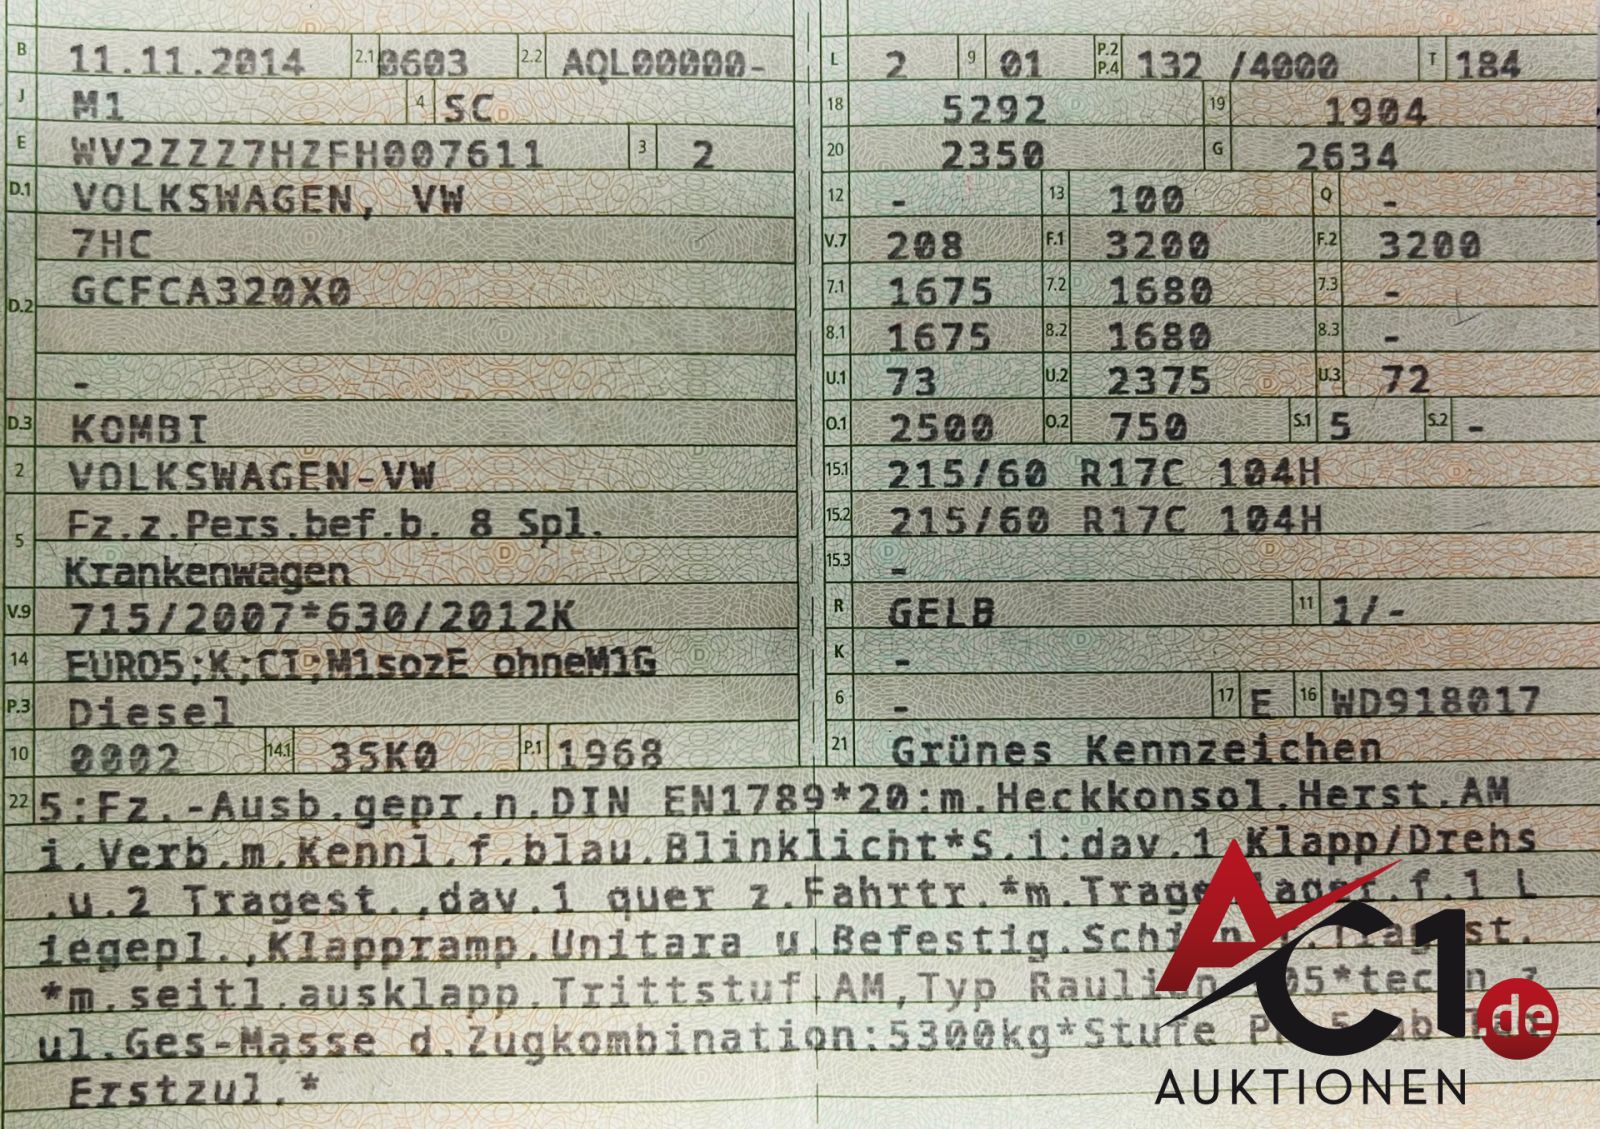 B 11.11.2014 2.1 0603 2.2 AQL00000-
J M1 4 SC
E WV2ZZZ7HZFH007611 3 2
D.1 VOLKSWAGEN, VW
7HC
D.2 GCFCA320X0
-
D.3 KOMBI
2 VOLKSWAGEN-VW
5 Fz.z.Pers.bef.b. 8 Spl.
Krankenwagen
V.9 715/2007*630/2012K
14 EURO5;K;CI;M1sozE ohneM1G
P.3 Diesel
10 0002 14.1 35K0 P.1 1968
L 2 9 01 P.2 P.4 132 /4000 T 184
18 5292 19 1904
20 2350 G 2634
12 - 13 100 Q -
V.7 208 F.1 3200 F.2 3200
7.1 1675 7.2 1680 7.3 -
8.1 1675 8.2 1680 8.3 -
U.1 73 U.2 2375 U.3 72
O.1 2500 O.2 750 S.1 5 S.2 -
15.1 215/60 R17C 104H
15.2 215/60 R17C 104H
15.3 -
R GELB 11 1/-
K -
6 - 17 E 16 WD918017
21 Grünes Kennzeichen
22 5:Fz.-Ausb.gepr.n.DIN EN1789*20:m.Heckkonsol.Herst.AM
i.Verb.m.Kennl.f.blau.Blinklicht*S.1:dav.1 Klapp/Drehs
.u.2 Tragest.,dav.1 quer z.Fahrtr.*m.Tragenlager.f.1 L
iegepl.,Klappramp.Unitara u.Befestig.
*m.seitl.ausklapp.Trittstuf.AM,Typ
ul.Ges-Masse d.Zugkombination:5300kg*Stufe
Erstzul.*
AC1.de
AUKTIONEN